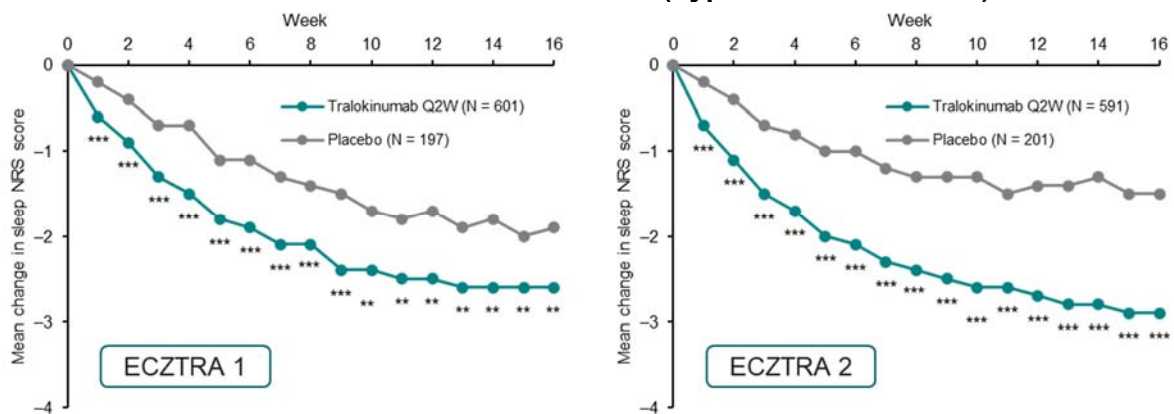 Week
0 2 4 6 8 10 12 14 16
Mean change in sleep NRS score
0
–1
–2
–3
–4
Tralokinumab Q2W (N = 601)
Placebo (N = 197)
*** *** *** *** *** *** *** *** *** ** ** ** ** ** ** **
ECZTRA 1
Week
0 2 4 6 8 10 12 14 16
Mean change in sleep NRS score
0
–1
–2
–3
–4
Tralokinumab Q2W (N = 591)
Placebo (N = 201)
*** *** *** *** *** *** *** *** *** *** *** *** *** *** *** ***
ECZTRA 2